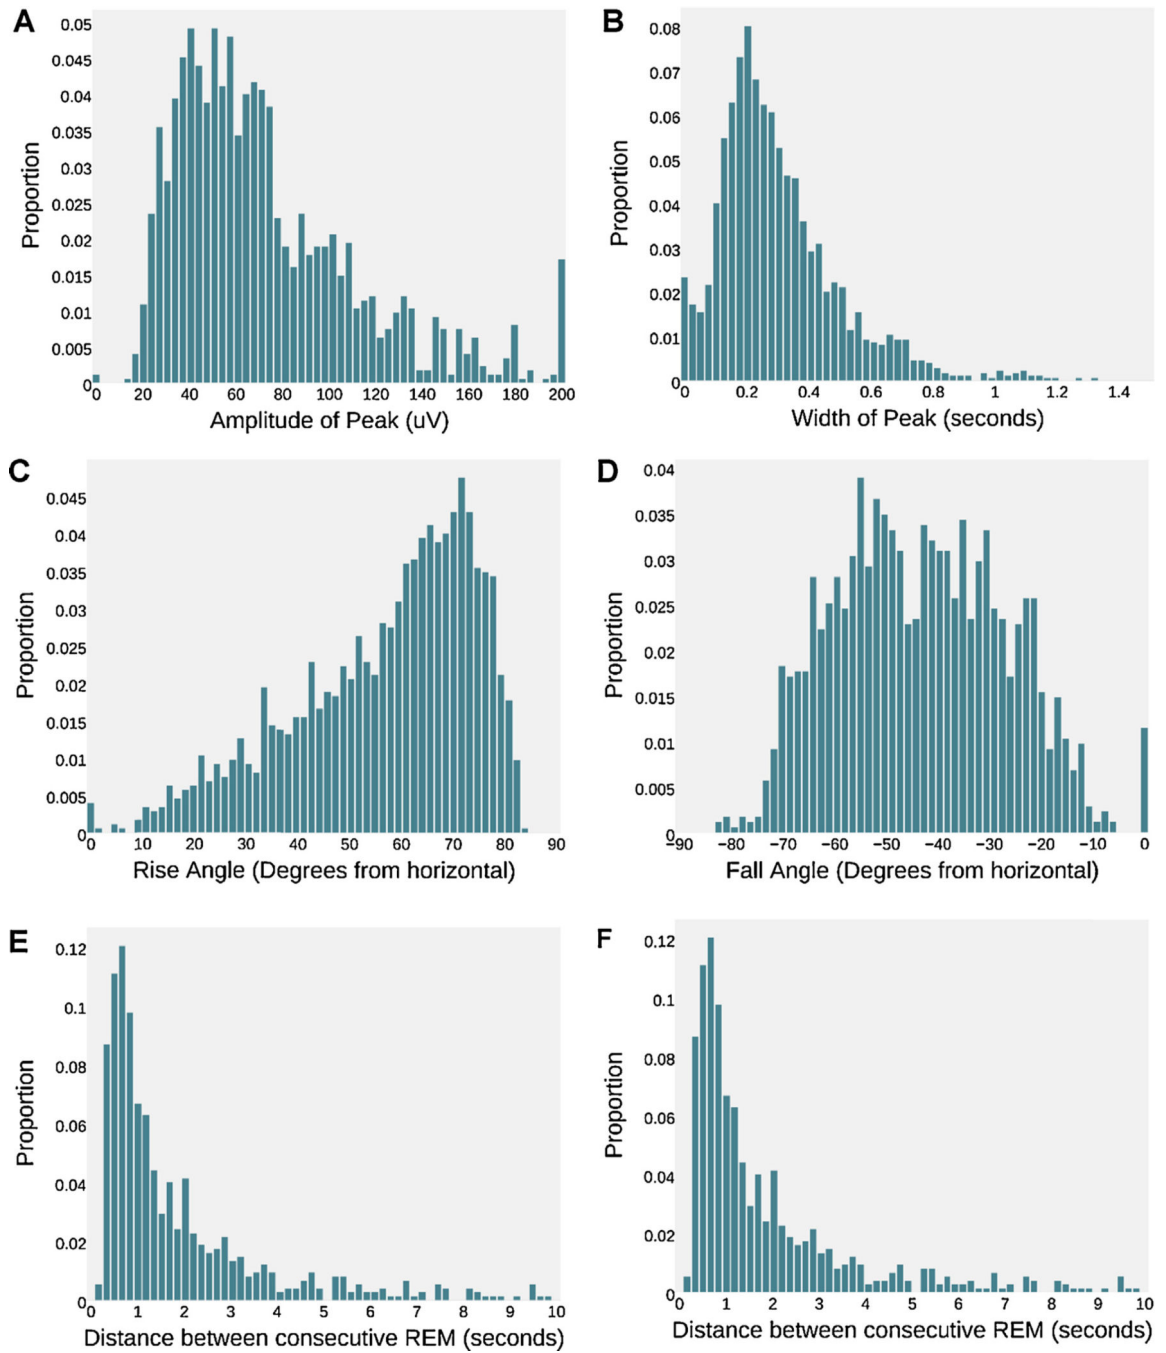 A
0.05
0.045
0.04
0.035
0.03
0.025
0.02
0.015
0.01
0.005
0
Proportion
0 20 40 60 80 100 120 140 160 180 200
Amplitude of Peak (uV)
B
0.08
0.07
0.06
0.05
0.04
0.03
0.02
0.01
0
Proportion
0 0.2 0.4 0.6 0.8 1 1.2 1.4
Width of Peak (seconds)
C
0.045
0.04
0.035
0.03
0.025
0.02
0.015
0.01
0.005
0
Proportion
0 10 20 30 40 50 60 70 80 90
Rise Angle (Degrees from horizontal)
D
0.04
0.035
0.03
0.025
0.02
0.015
0.01
0.005
0
Proportion
−90 −80 −70 −60 −50 −40 −30 −20 −10 0
Fall Angle (Degrees from horizontal)
E
0.12
0.1
0.08
0.06
0.04
0.02
0
Proportion
0 1 2 3 4 5 6 7 8 9 10
Distance between consecutive REM (seconds)
F
0.12
0.1
0.08
0.06
0.04
0.02
0
Proportion
0 1 2 3 4 5 6 7 8 9 10
Distance between consecutive REM (seconds)